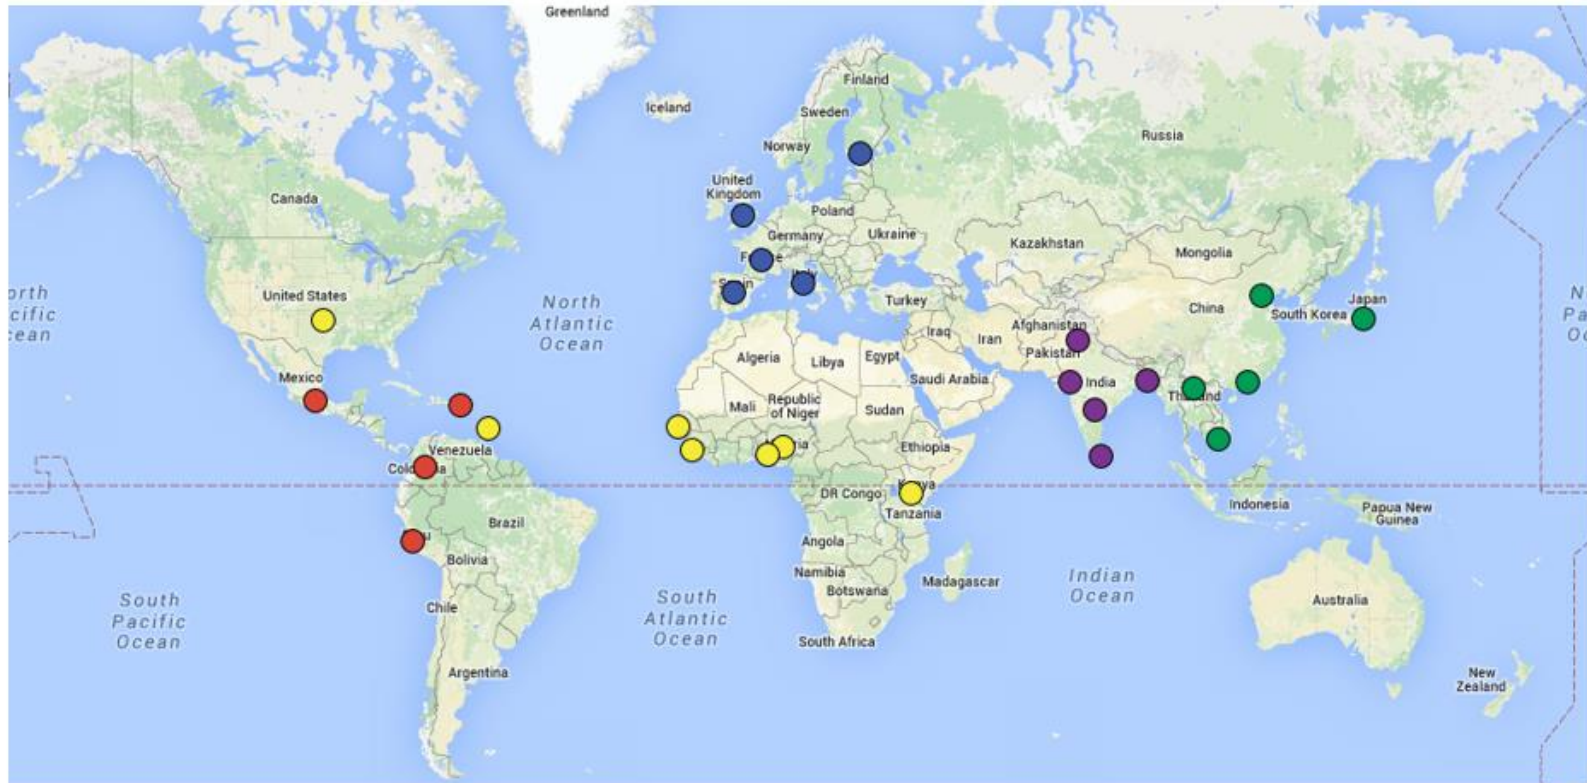 Greenland
Iceland
Finland
Sweden
Norway
Russia
United
Kingdom
Canada
Poland
Germany
Ukraine
Kazakhstan
Mongolia
United States
North
Atlantic
Ocean
Turkey
China
South Korea
Japan
Iraq
Iran
Afghanistan
Pakistan
Algeria
Libya
Egypt
Saudi Arabia
India
Mexico
Mali
Republic
of Niger
Sudan
Ethiopia
Venezuela
DR Congo
Tanzania
Indonesia
Papua New
Guinea
Brazil
Angola
Bolivia
Namibia
Botswana
Madagascar
Indian
Ocean
South
Pacific
Ocean
Chile
South
Atlantic
Ocean
South Africa
Australia
Argentina
New
Zealand